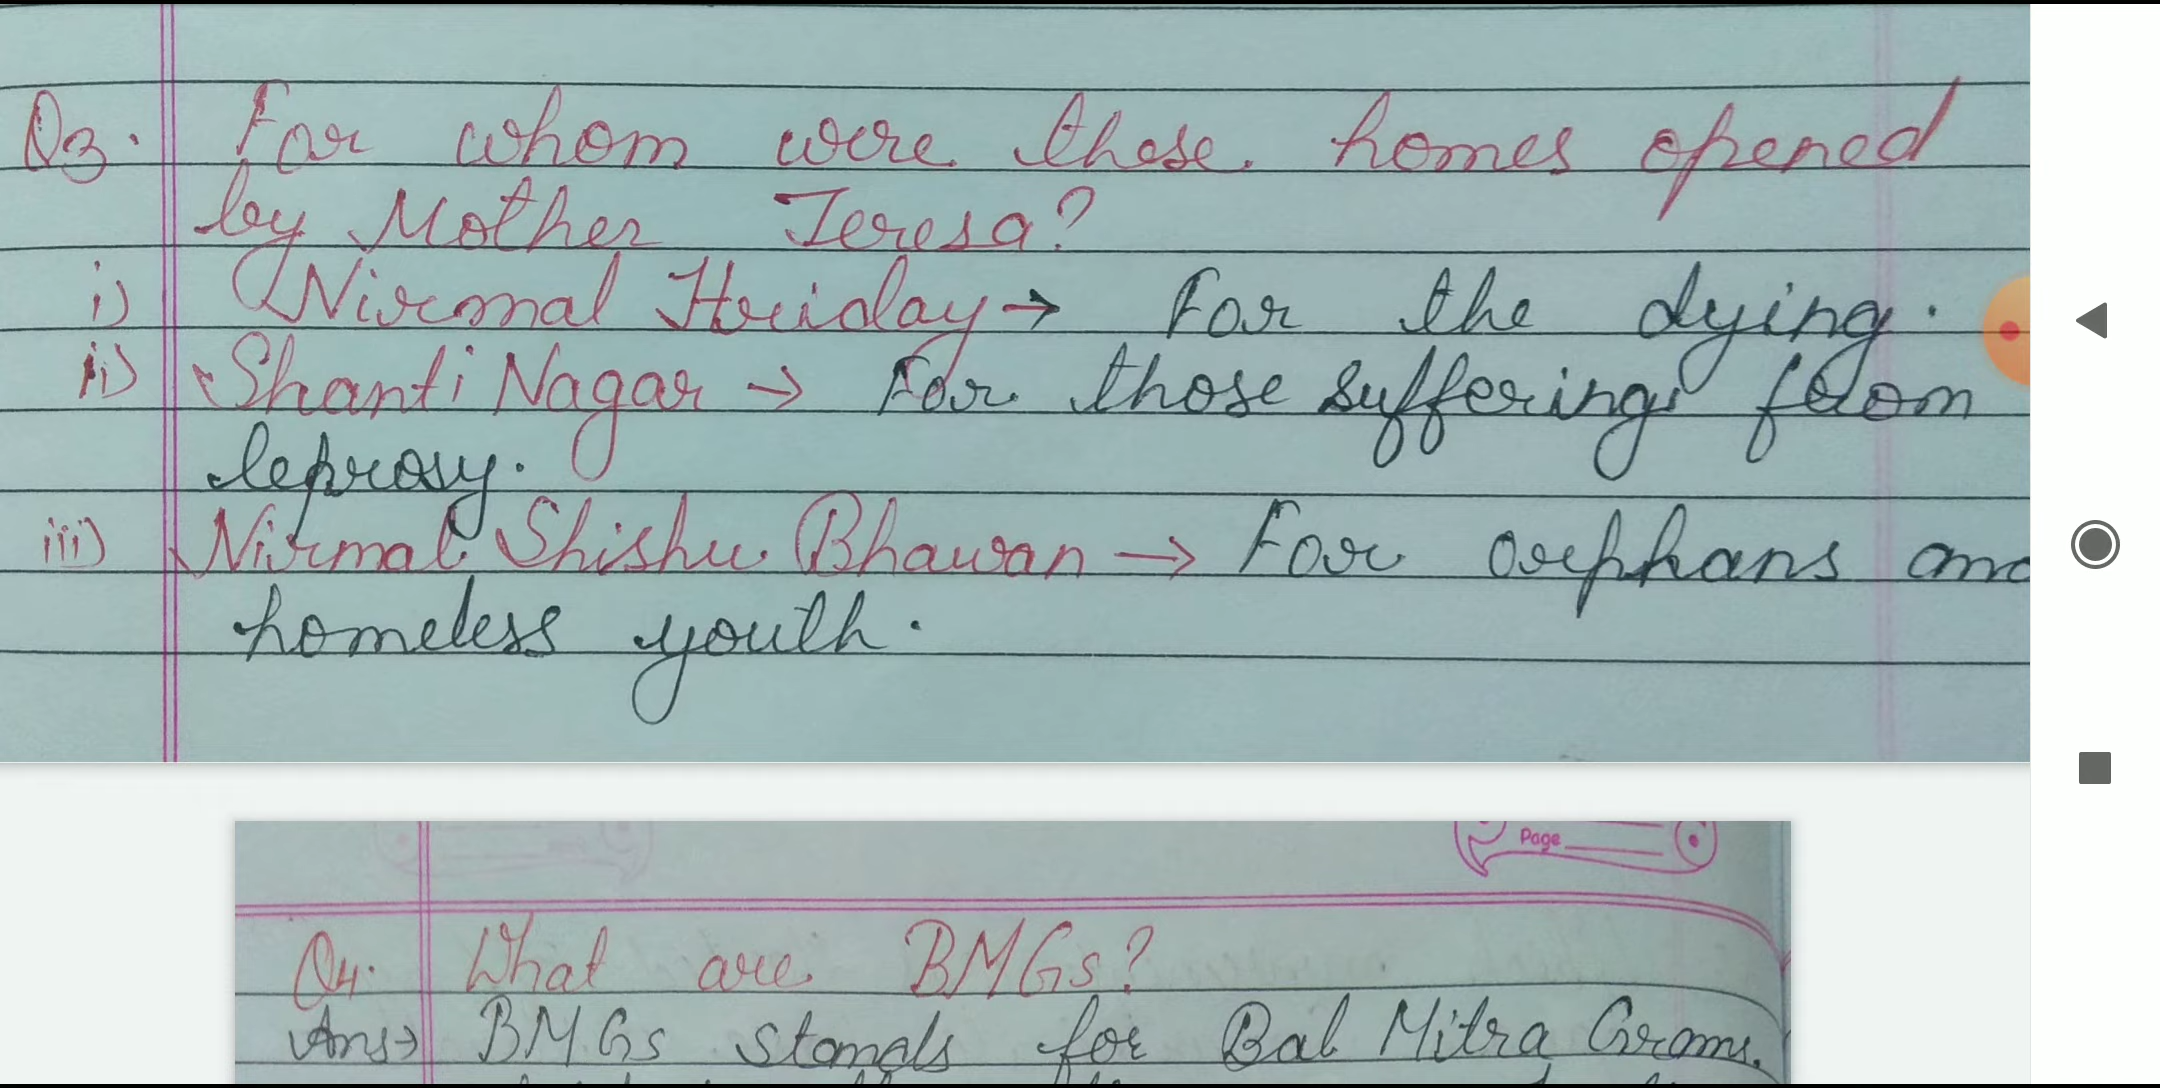 Q3. For whom were these homes opened
by Mother Teresa?
i) Nirmal Hriday → For the dying.
ii) Shanti Nagar → For those suffering from
leprosy.
iii) Nirmal Shishu Bhawan → For orphans and
homeless youth.
Page
Q4. What are BMGs?
Ans→ BMGs stands for Bal Mitra Grams.